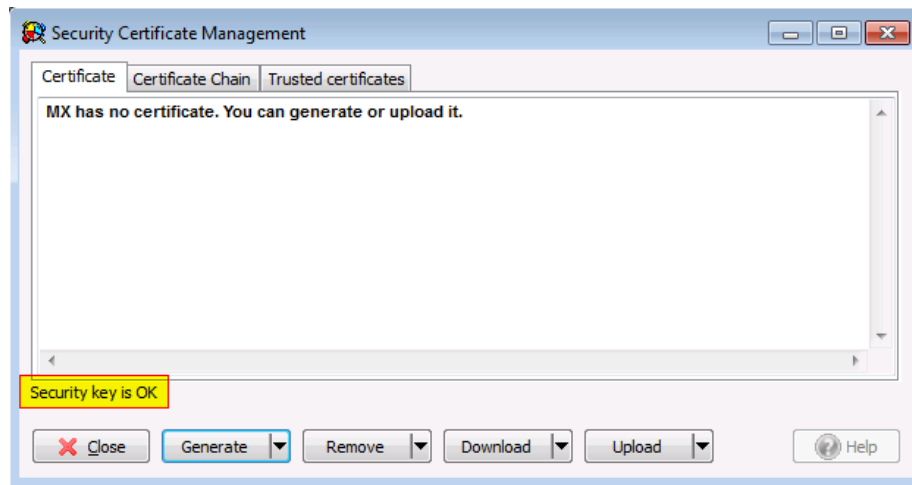 Security Certificate Management
Certificate Certificate Chain Trusted certificates
MX has no certificate. You can generate or upload it.
Security key is OK
Close Generate Remove Download Upload Help